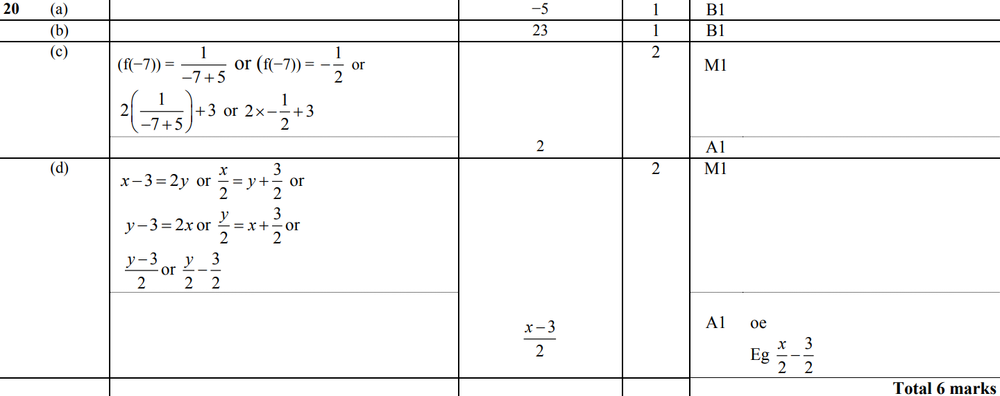 20 (a) −5 1 B1
(b) 23 1 B1
(c) (f(−7)) = 1/(−7+5) or (f(−7)) = −1/2 or 2 M1
2(1/(−7+5))+3 or 2×−1/2+3
2 A1
(d) x−3=2y or x/2=y+3/2 or 2 M1
y−3=2x or y/2=x+3/2 or
(y−3)/2 or y/2−3/2
(x−3)/2 A1 oe
Eg x/2−3/2
Total 6 marks